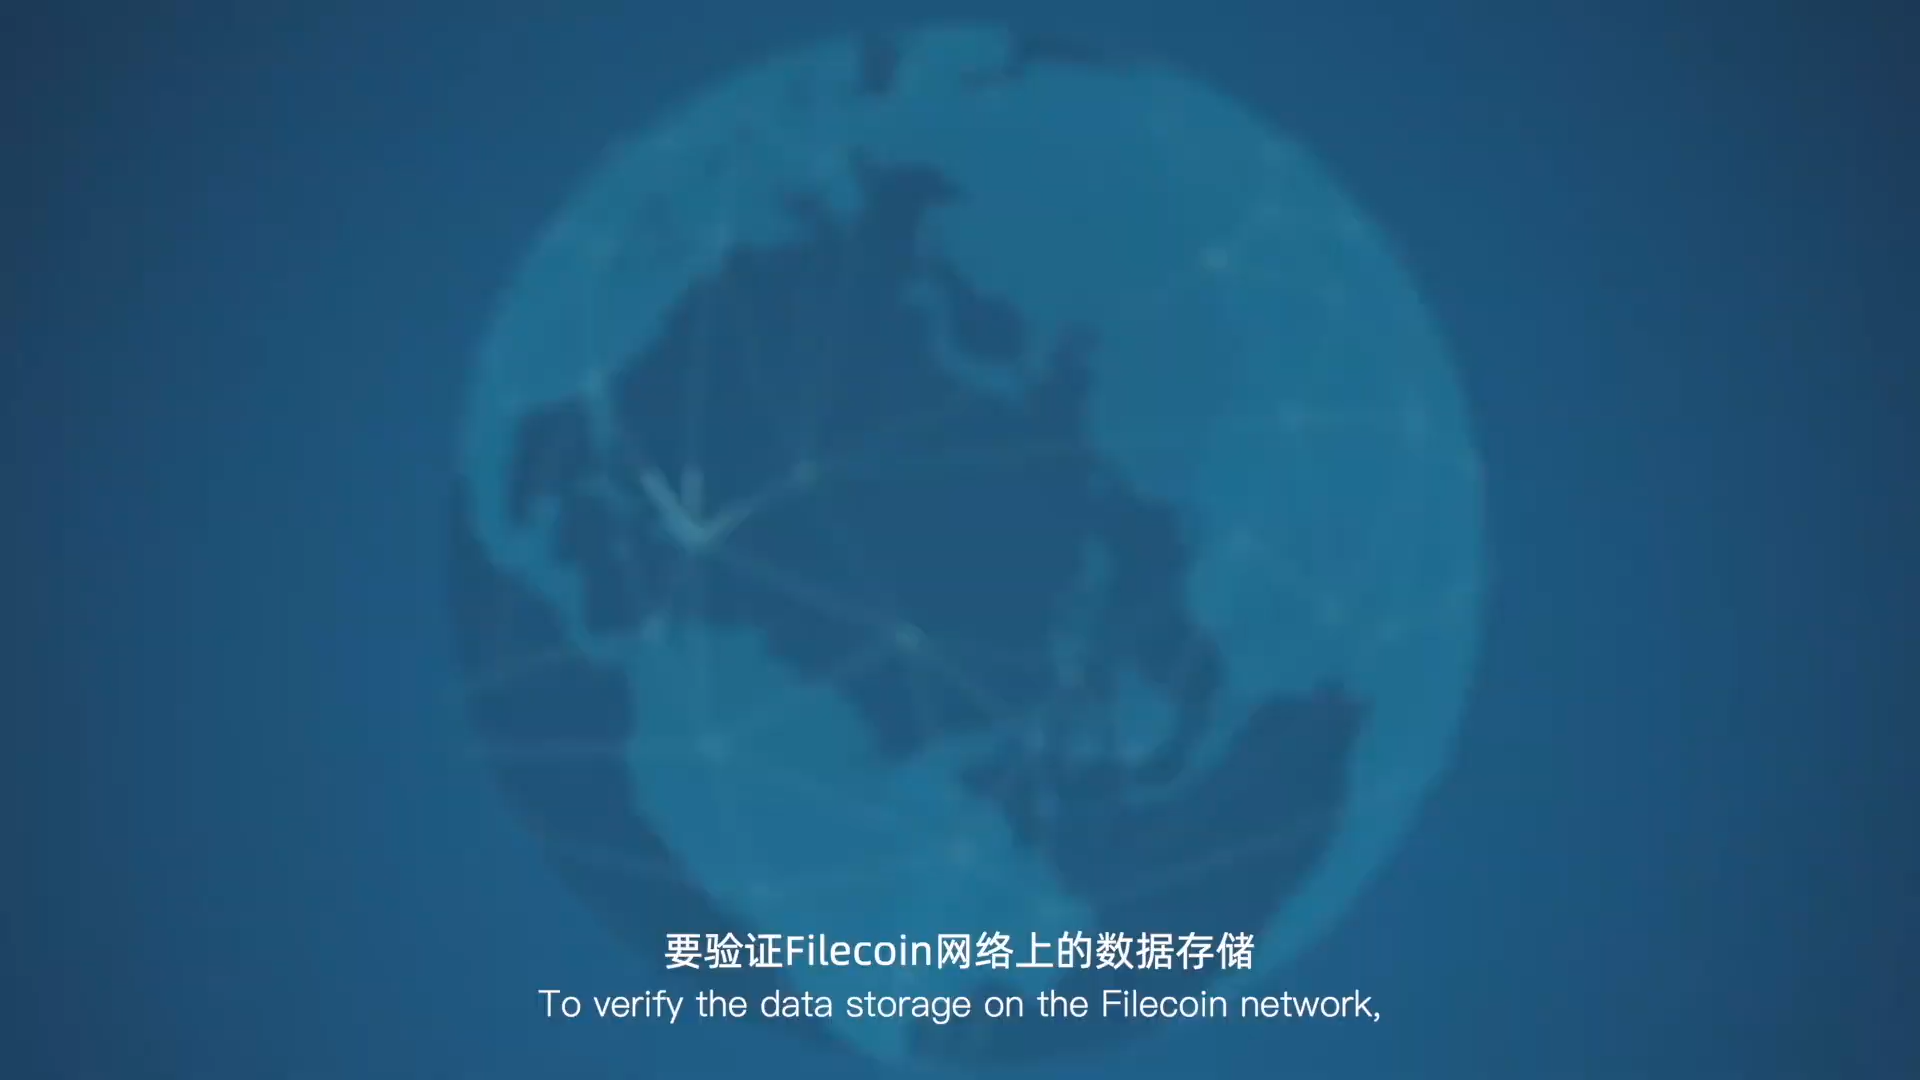 要验证Filecoin网络上的数据存储
To verify the data storage on the Filecoin network,